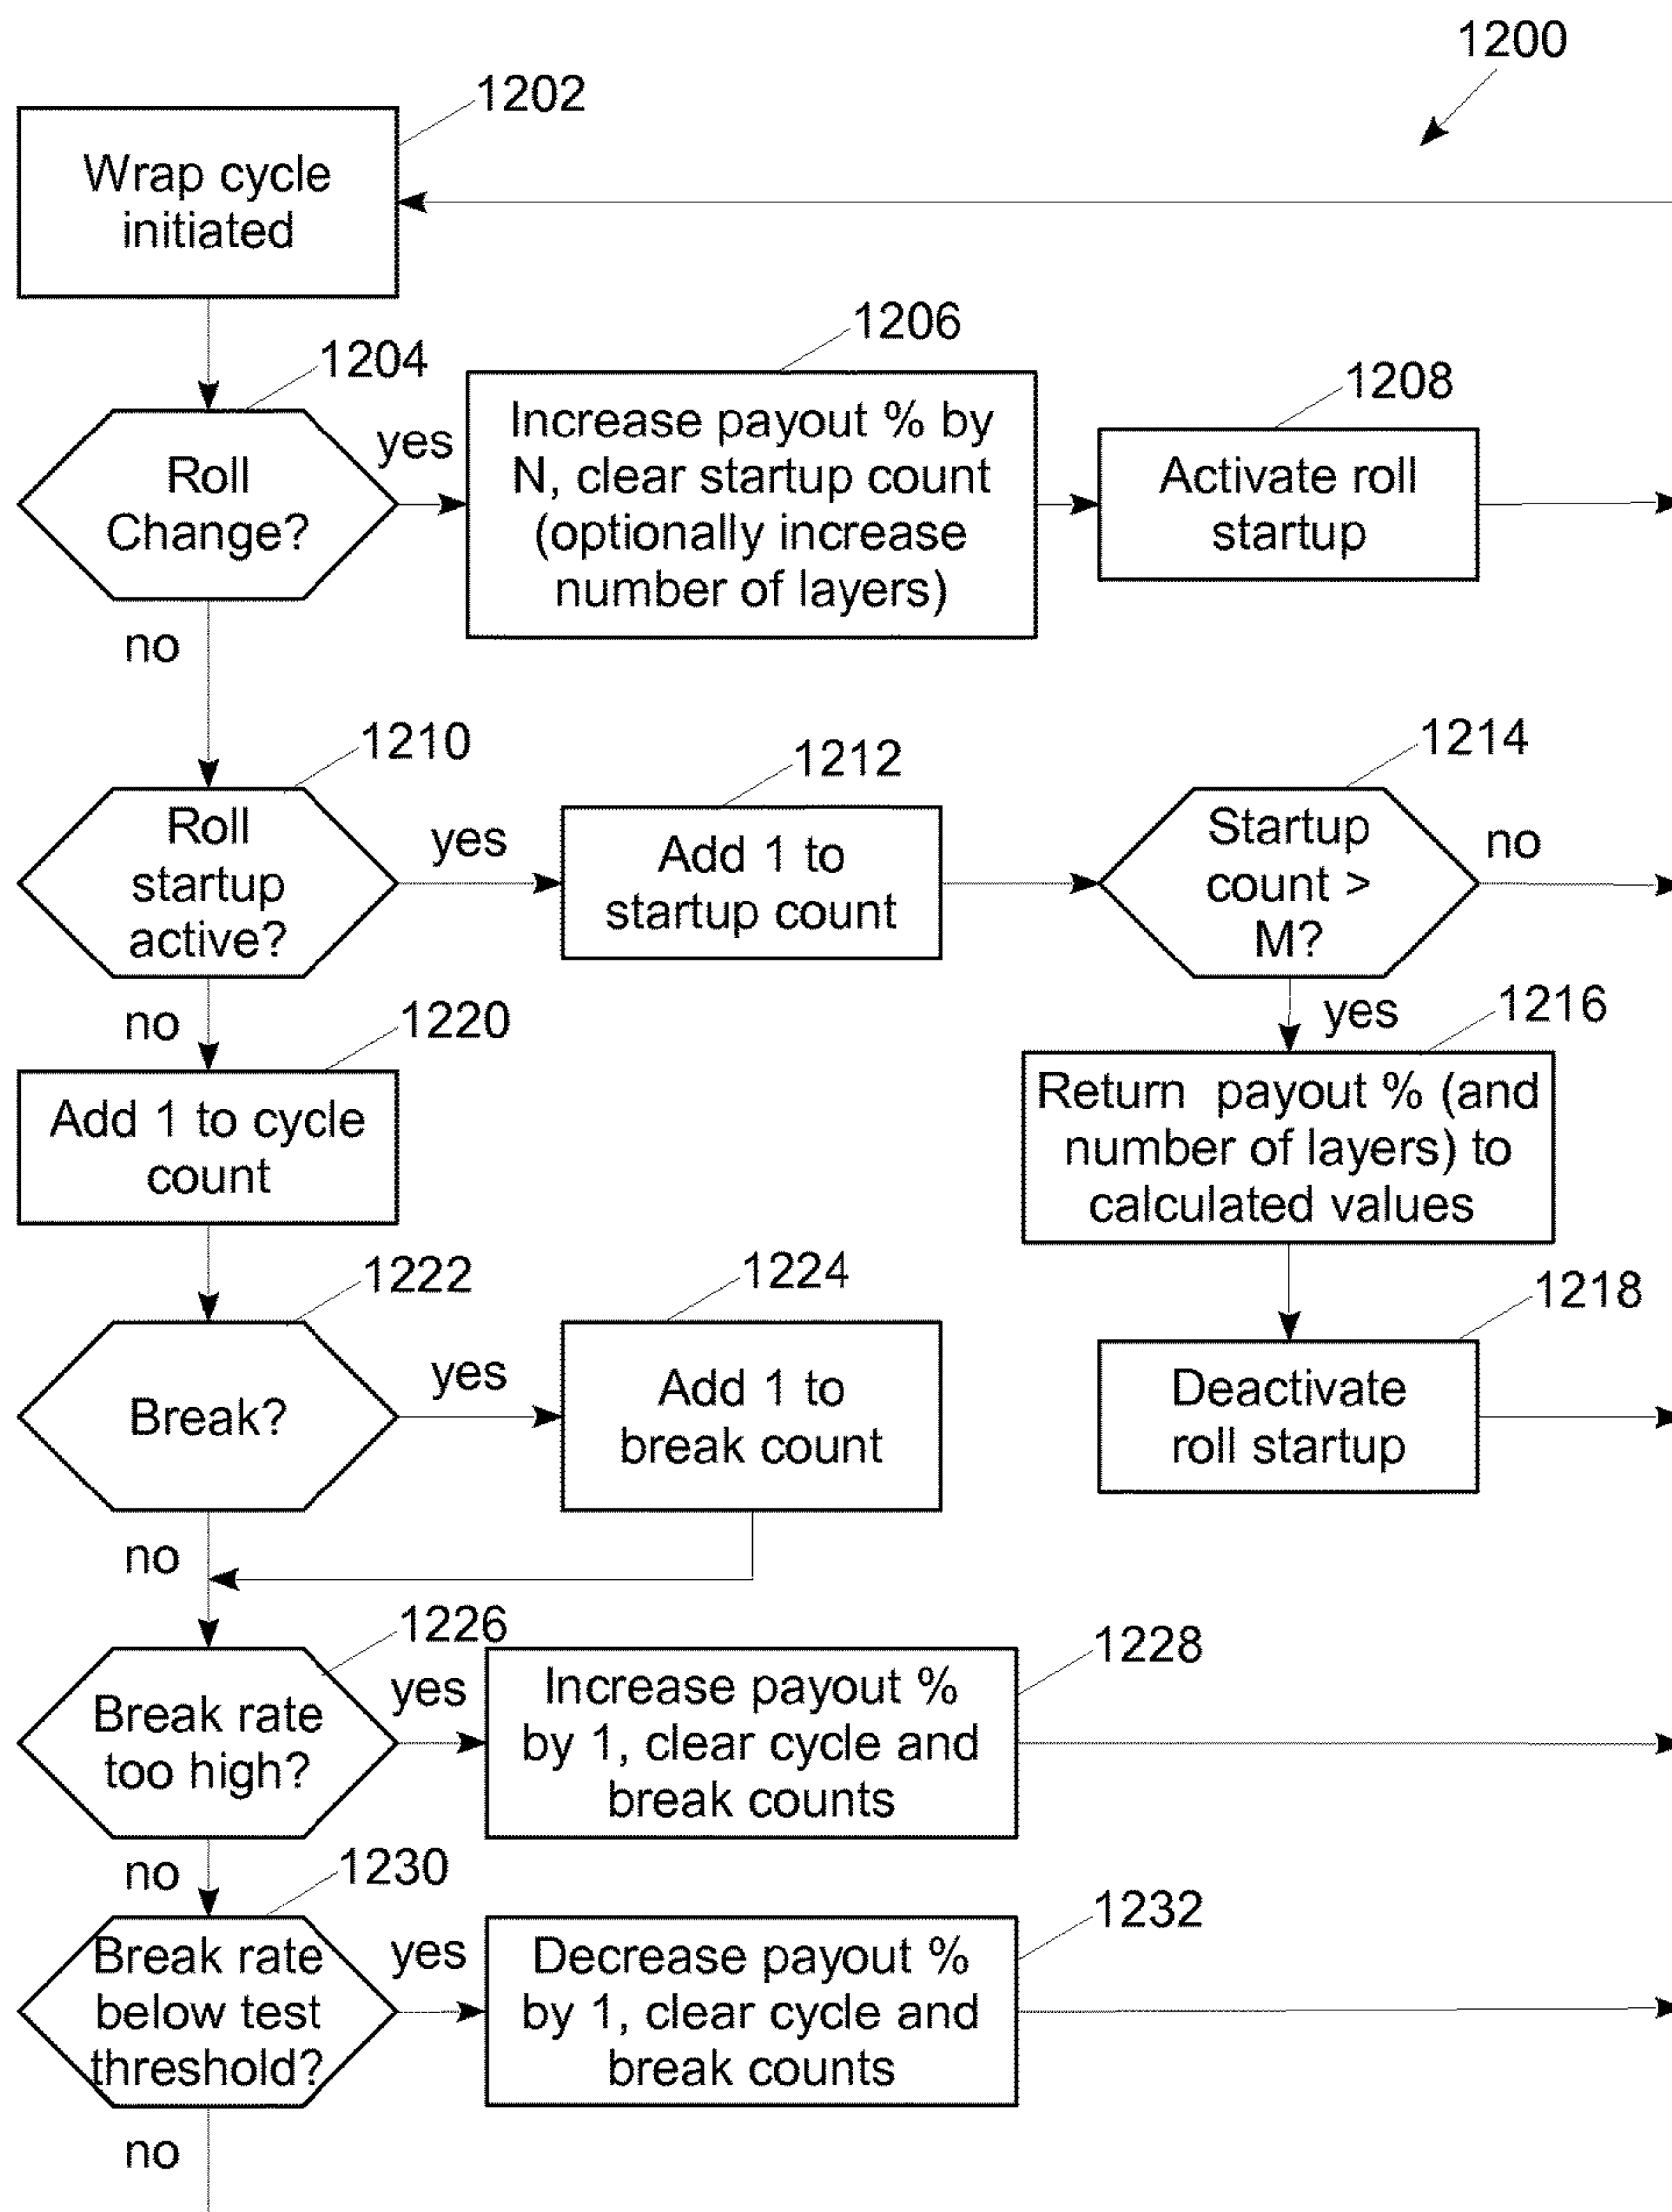 1200
1202
Wrap cycle
initiated
1204
Roll
Change?
yes
no
1206
Increase payout % by
N, clear startup count
(optionally increase
number of layers)
1208
Activate roll
startup
1210
Roll
startup
active?
yes
no
1212
Add 1 to
startup count
1214
Startup
count >
M?
no
yes
1216
Return payout % (and
number of layers) to
calculated values
1218
Deactivate
roll startup
1220
Add 1 to cycle
count
1222
Break?
yes
no
1224
Add 1 to
break count
1226
Break rate
too high?
yes
no
1228
Increase payout %
by 1, clear cycle and
break counts
1230
Break rate
below test
threshold?
yes
no
1232
Decrease payout %
by 1, clear cycle and
break counts